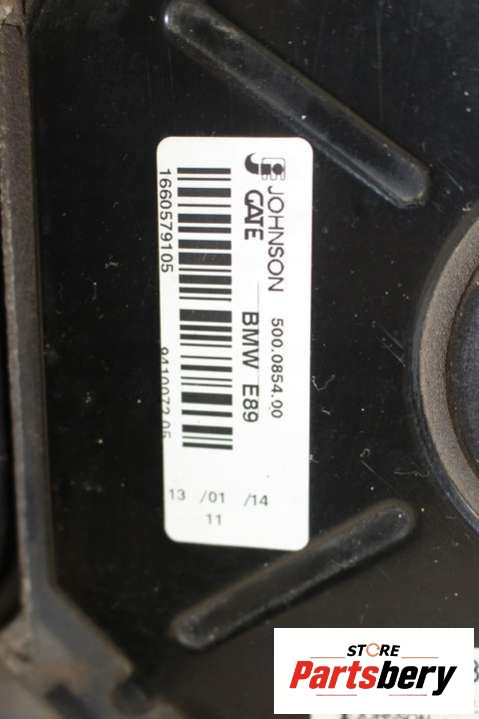 JOHNSON 500.0854.00
GATE BMW E89
1660579105
13 /01 /14
11
STORE
Partsbery